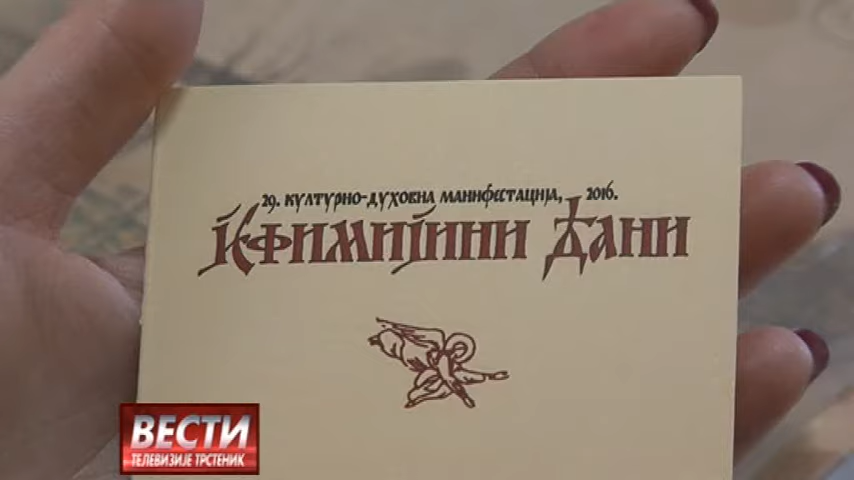 29. КУЛТУРНО-ДУХОВНА МАНИФЕСТАЦИЈА, 2016.
ЈЕФИМИЈИНИ ДАНИ
ВЕСТИ
ТЕЛЕВИЗИЈЕ ТРСТЕНИК